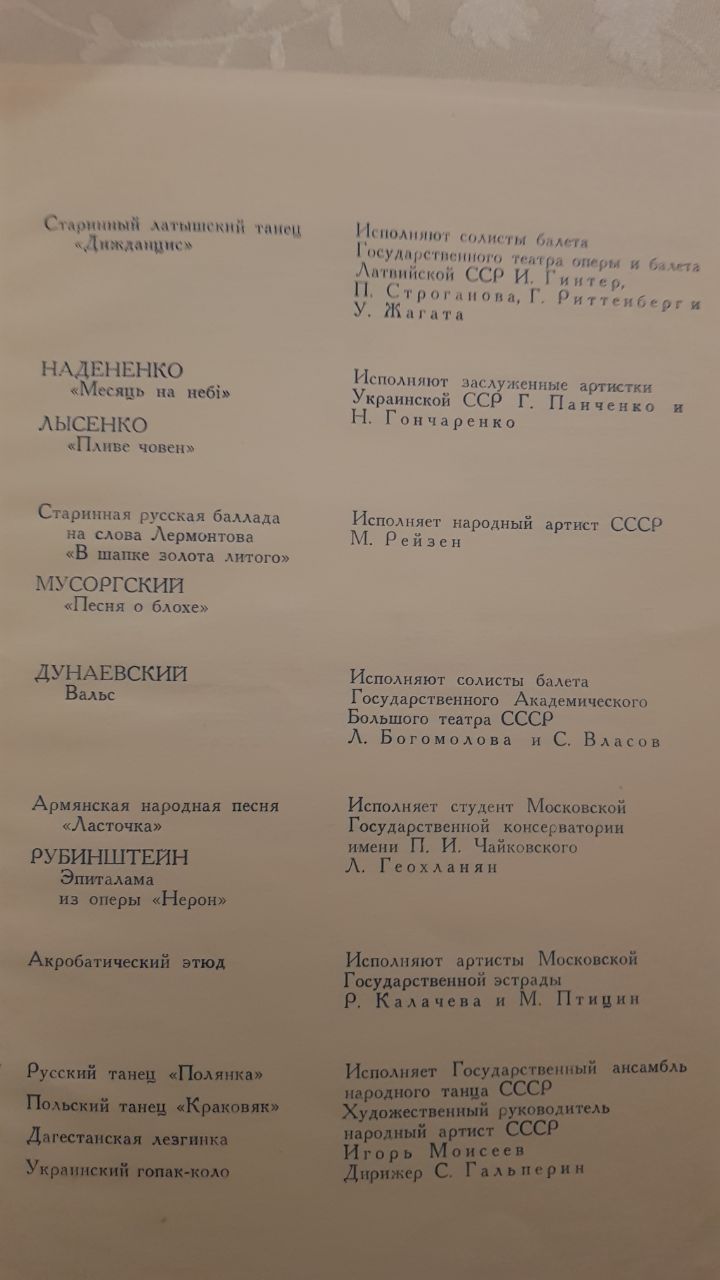 Старинный латышский танец
«Дижданцис»
Исполняют солисты балета
Государственного театра оперы и балета
Латвийской ССР И. Гинтер,
П. Строганова, Г. Риттенберг и
У. Жагата
НАДЕНЕНКО
«Месяць на небі»
ЛЫСЕНКО
«Пливе човен»
Исполняют заслуженные артистки
Украинской ССР Г. Панченко и
Н. Гончаренко
Старинная русская баллада
на слова Лермонтова
«В шапке золота литого»
МУСОРГСКИЙ
«Песня о блохе»
Исполняет народный артист СССР
М. Рейзен
ДУНАЕВСКИЙ
Вальс
Исполняют солисты балета
Государственного Академического
Большого театра СССР
Л. Богомолова и С. Власов
Армянская народная песня
«Ласточка»
РУБИНШТЕЙН
Эпиталама
из оперы «Нерон»
Исполняет студент Московской
Государственной консерватории
имени П. И. Чайковского
Л. Геохланян
Акробатический этюд
Исполняют артисты Московской
Государственной эстрады
Р. Калачева и М. Птицин
Русский танец «Полянка»
Польский танец «Краковяк»
Дагестанская лезгинка
Украинский гопак-коло
Исполняет Государственный ансамбль
народного танца СССР
Художественный руководитель
народный артист СССР
Игорь Моисеев
Дирижер С. Гальперин